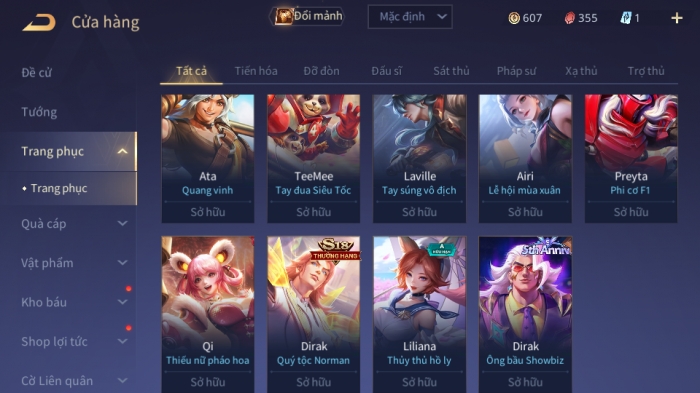 Cửa hàng
Đổi mảnh
Mặc định
607
355
1
Đề cử
Tướng
Trang phục
Trang phục
Quà cáp
Vật phẩm
Kho báu
Shop lợi tức
Cờ Liên quân
Tất cả
Tiến hóa
Đỡ đòn
Đấu sĩ
Sát thủ
Pháp sư
Xạ thủ
Trợ thủ
Ata
Quang vinh
Sở hữu
TeeMee
Tay đua Siêu Tốc
Sở hữu
Laville
Tay súng vô địch
Sở hữu
Airi
Lễ hội mùa xuân
Sở hữu
Preyta
Phi cơ F1
Sở hữu
Qi
Thiếu nữ pháo hoa
Sở hữu
S18
THƯỞNG HẠNG
Dirak
Quý tộc Norman
Sở hữu
Liliana
Thủy thủ hồ ly
Sở hữu
5th Anniv
Dirak
Ông bầu Showbiz
Sở hữu